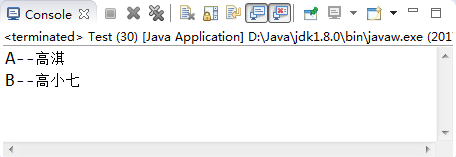 Console
<terminated> Test (30) [Java Application] D:\Java\jdk1.8.0\bin\javaw.exe (201
A--高淇
B--高小七